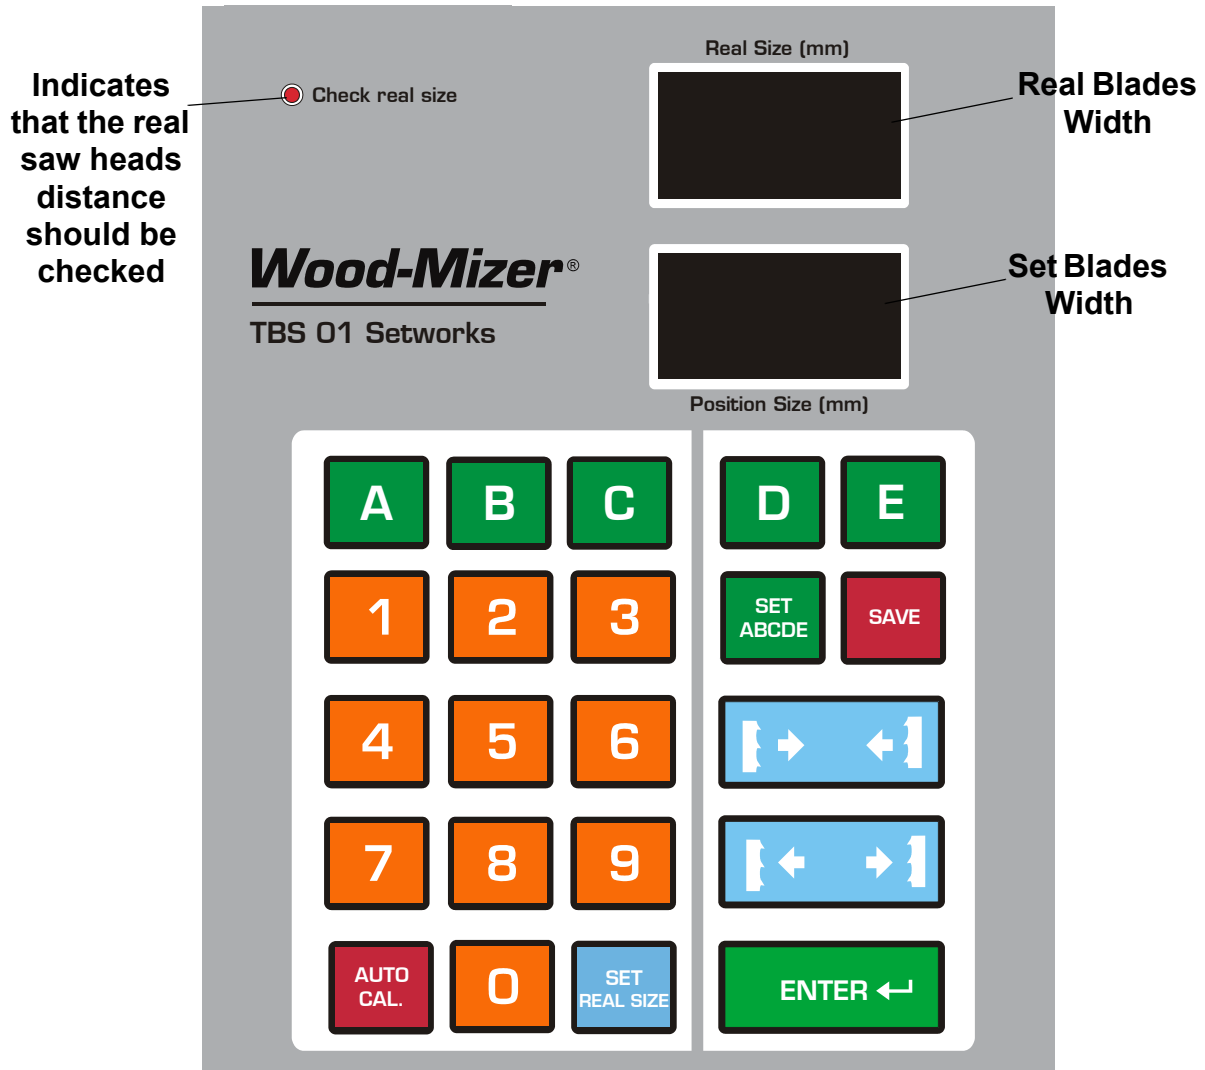 Real Size (mm)
Indicates
that the real
saw heads
distance
should be
checked
Check real size
Real Blades
Width
Wood-Mizer®
TBS 01 Setworks
Set Blades
Width
Position Size (mm)
A B C D E
1 2 3
SET
ABCDE
SAVE
4 5 6
7 8 9
AUTO
CAL.
0
SET
REAL SIZE
ENTER